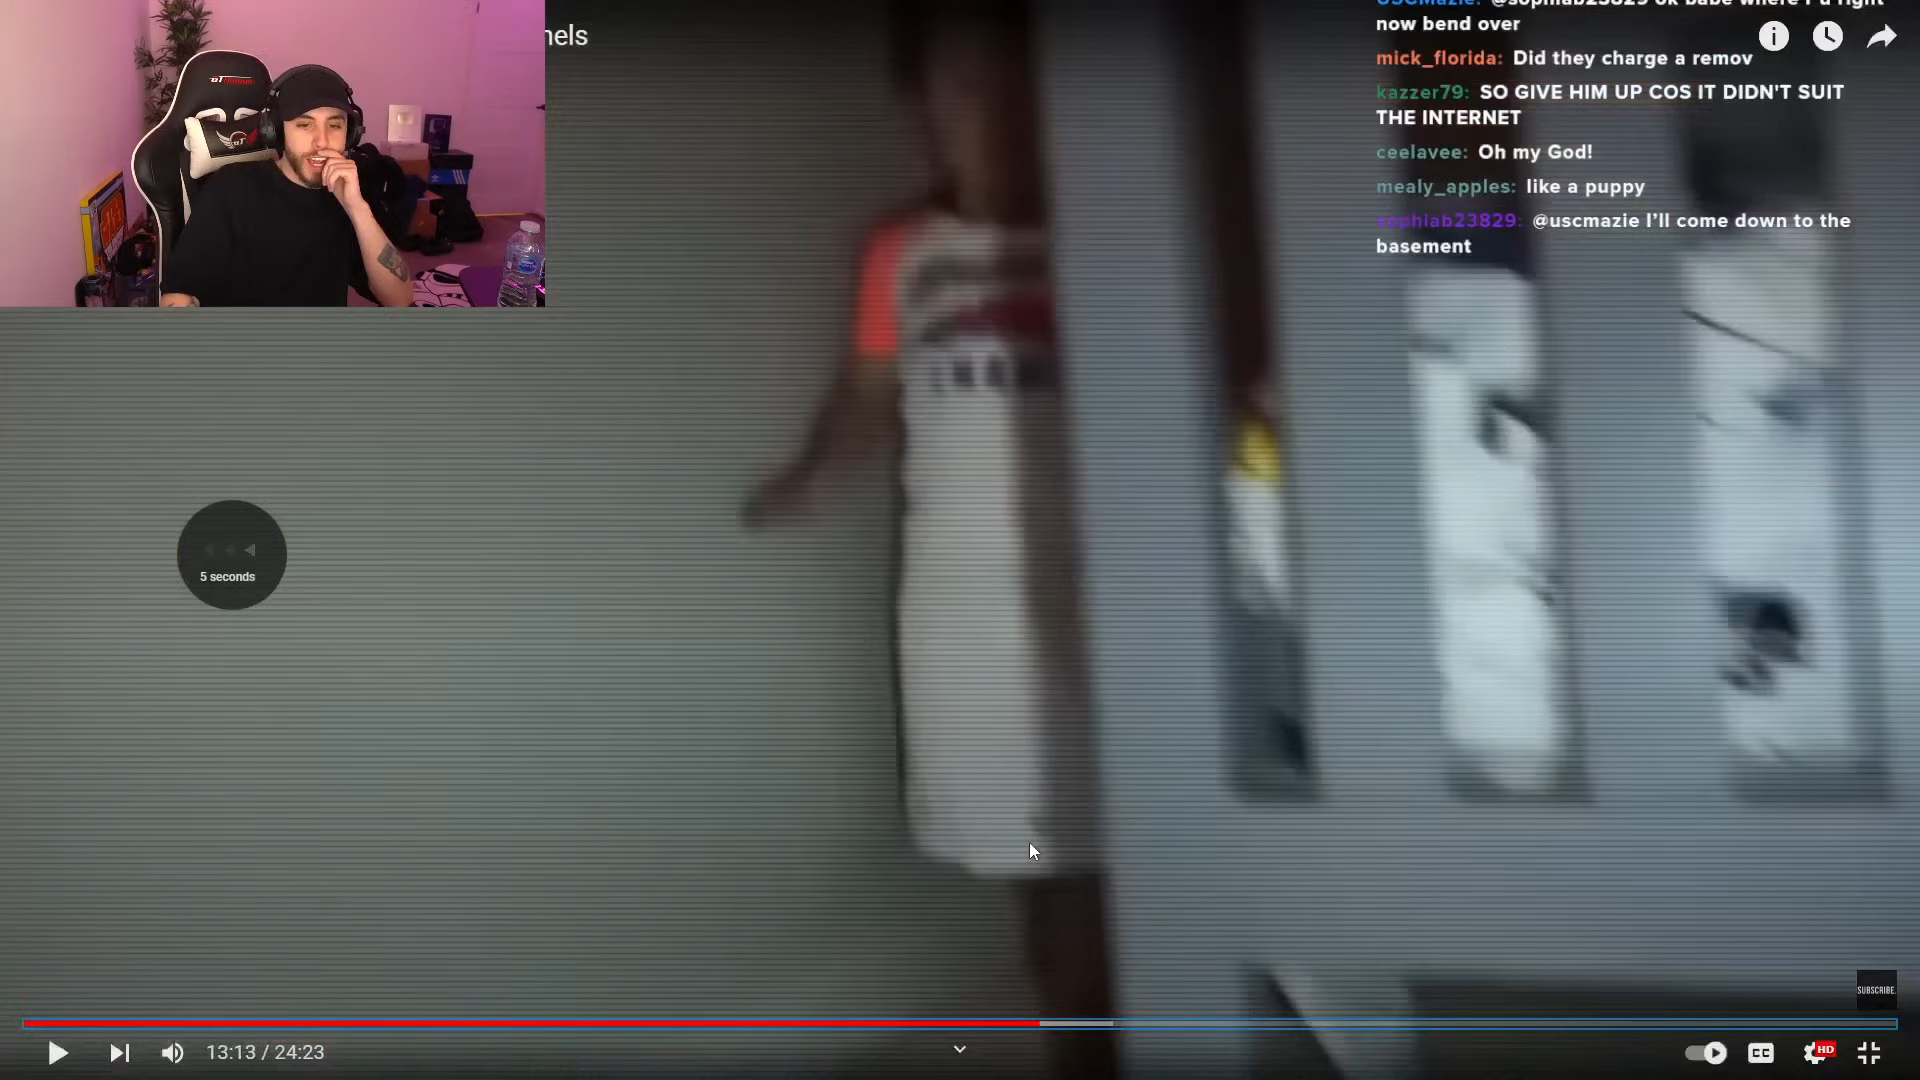 nels
now bend over
mick_florida: Did they charge a remov
kazzer79: SO GIVE HIM UP COS IT DIDN'T SUIT
THE INTERNET
ceelavee: Oh my God!
mealy_apples: like a puppy
sophiab23829: @uscmazie I'll come down to the
basement
5 seconds
SUBSCRIBE.
13:13 / 24:23
CC
HD